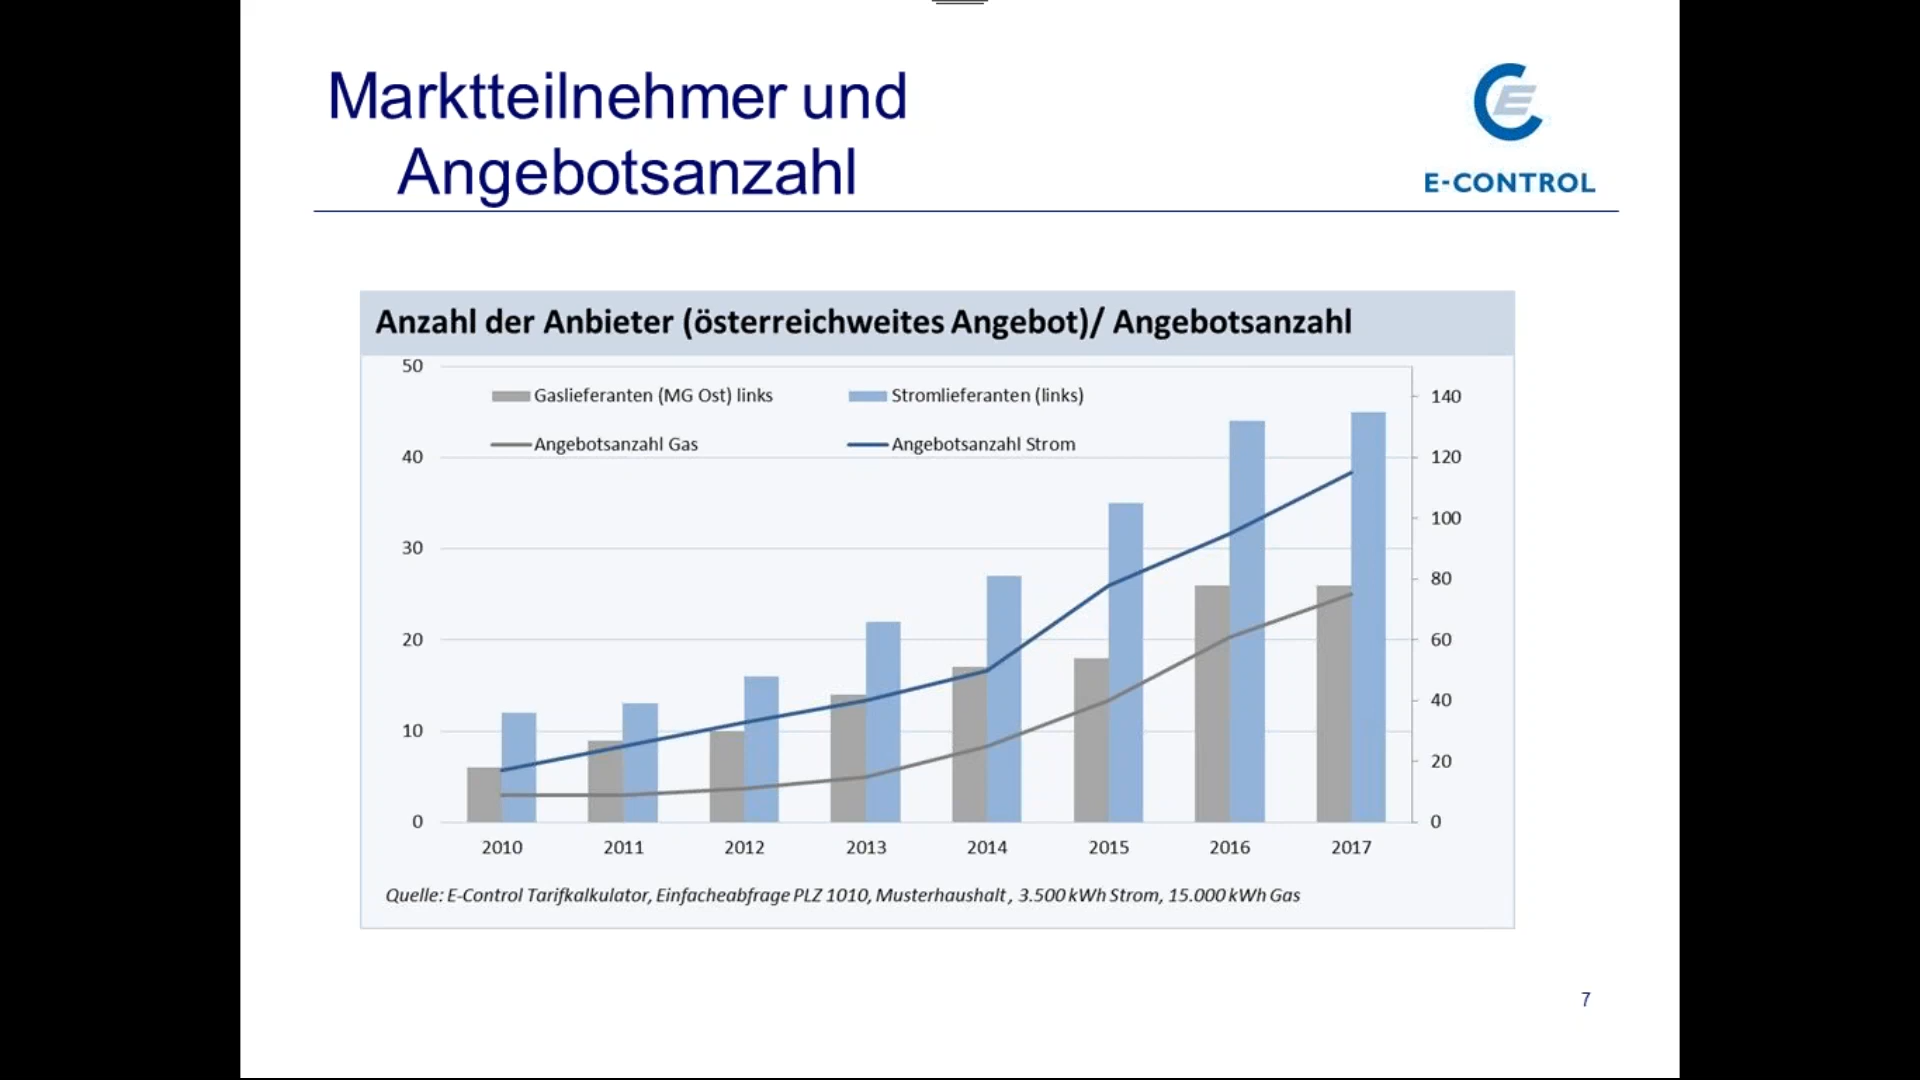 Marktteilnehmer und
Angebotsanzahl
E-CONTROL
Anzahl der Anbieter (österreichweites Angebot)/ Angebotsanzahl
50
40
30
20
10
0
Gaslieferanten (MG Ost) links
Stromlieferanten (links)
Angebotsanzahl Gas
Angebotsanzahl Strom
140
120
100
80
60
40
20
0
2010 2011 2012 2013 2014 2015 2016 2017
Quelle: E-Control Tarifkalkulator, Einfacheabfrage PLZ 1010, Musterhaushalt , 3.500 kWh Strom, 15.000 kWh Gas
7